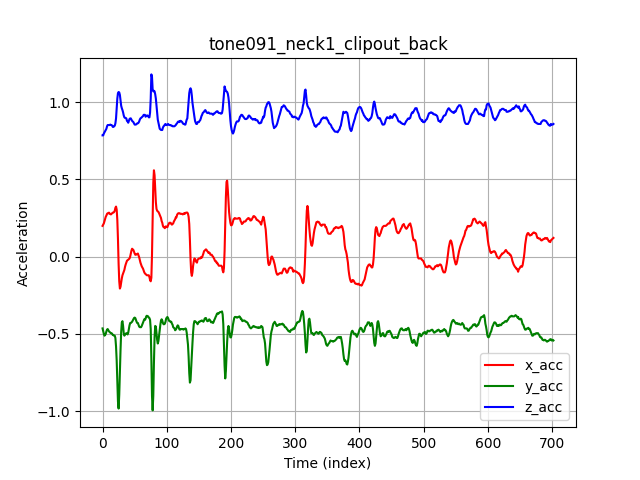 tone091_neck1_clipout_back
Acceleration
1.0
0.5
0.0
−0.5
−1.0
0 100 200 300 400 500 600 700
Time (index)
x_acc
y_acc
z_acc